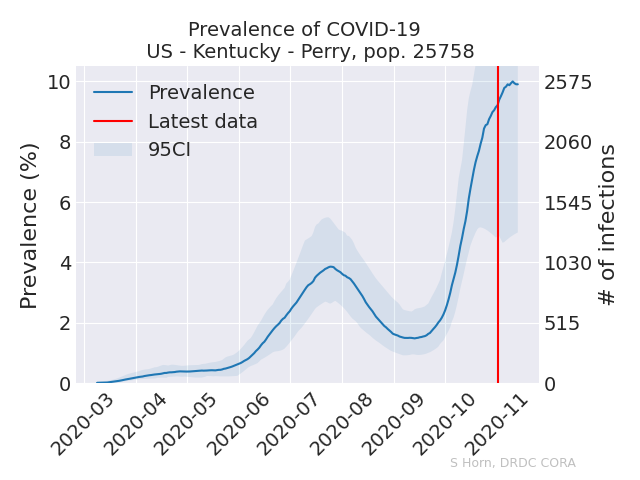 Prevalence of COVID-19
US - Kentucky - Perry, pop. 25758
Prevalence
Latest data
95CI
Prevalence (%)
10
8
6
4
2
0
2575
2060
1545
1030
515
0
# of infections
2020-03
2020-04
2020-05
2020-06
2020-07
2020-08
2020-09
2020-10
2020-11
S Horn, DRDC CORA